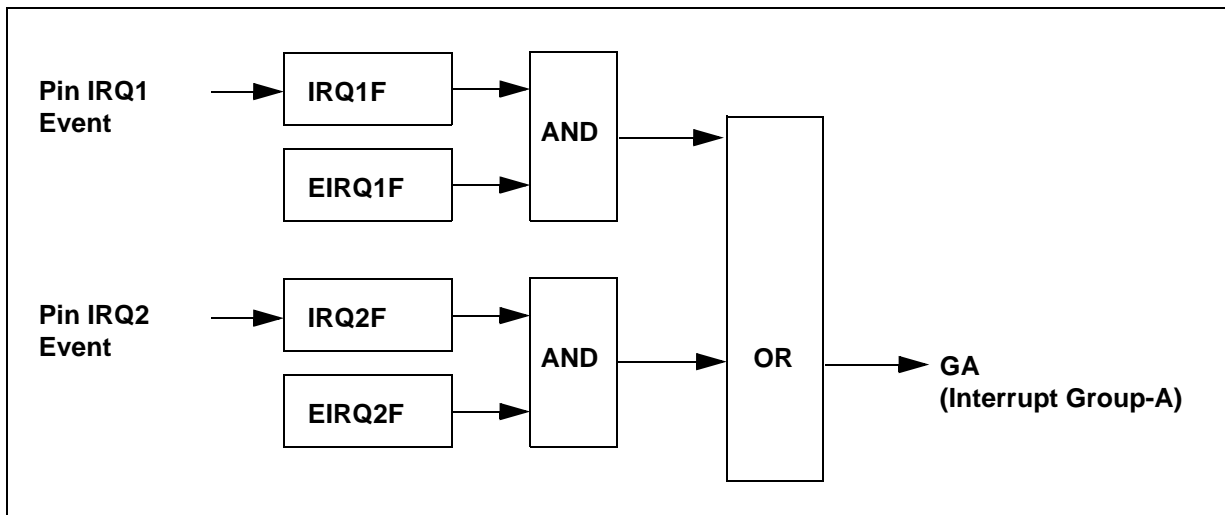 Pin IRQ1
Event
IRQ1F
EIRQ1F
AND
Pin IRQ2
Event
IRQ2F
EIRQ2F
AND
OR
GA
(Interrupt Group-A)